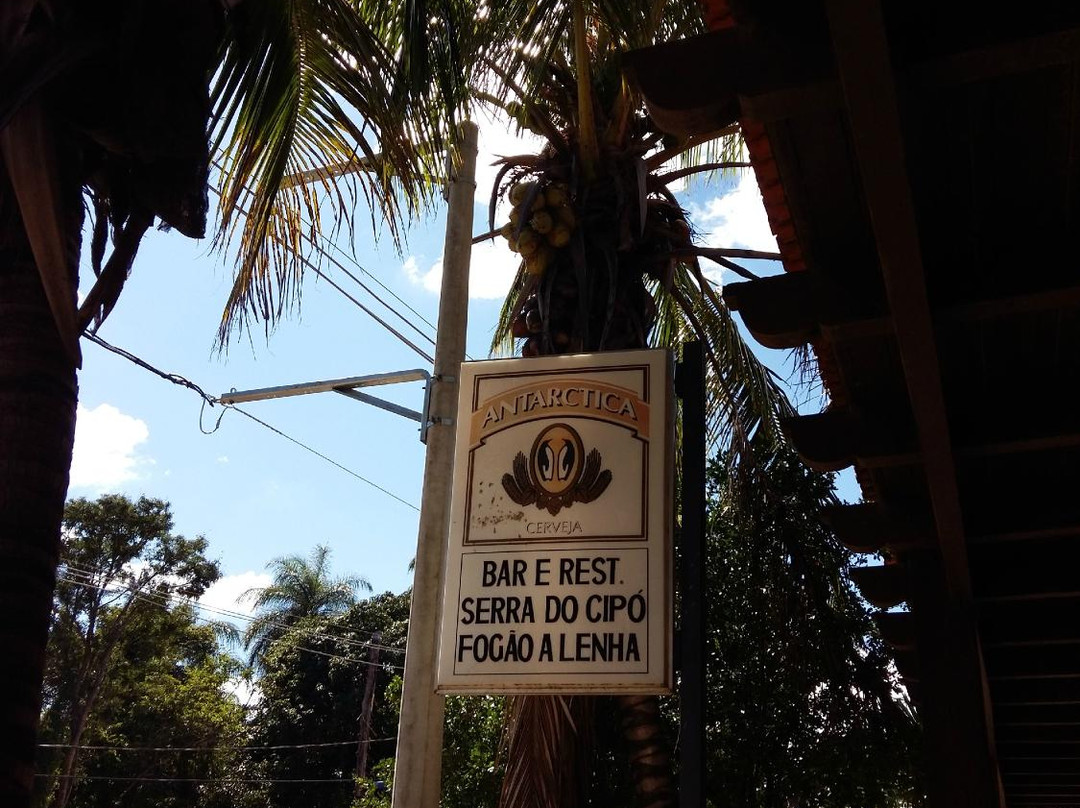 ANTARCTICA
CERVEJA
BAR E REST.
SERRA DO CIPÓ
FOGÃO A LENHA